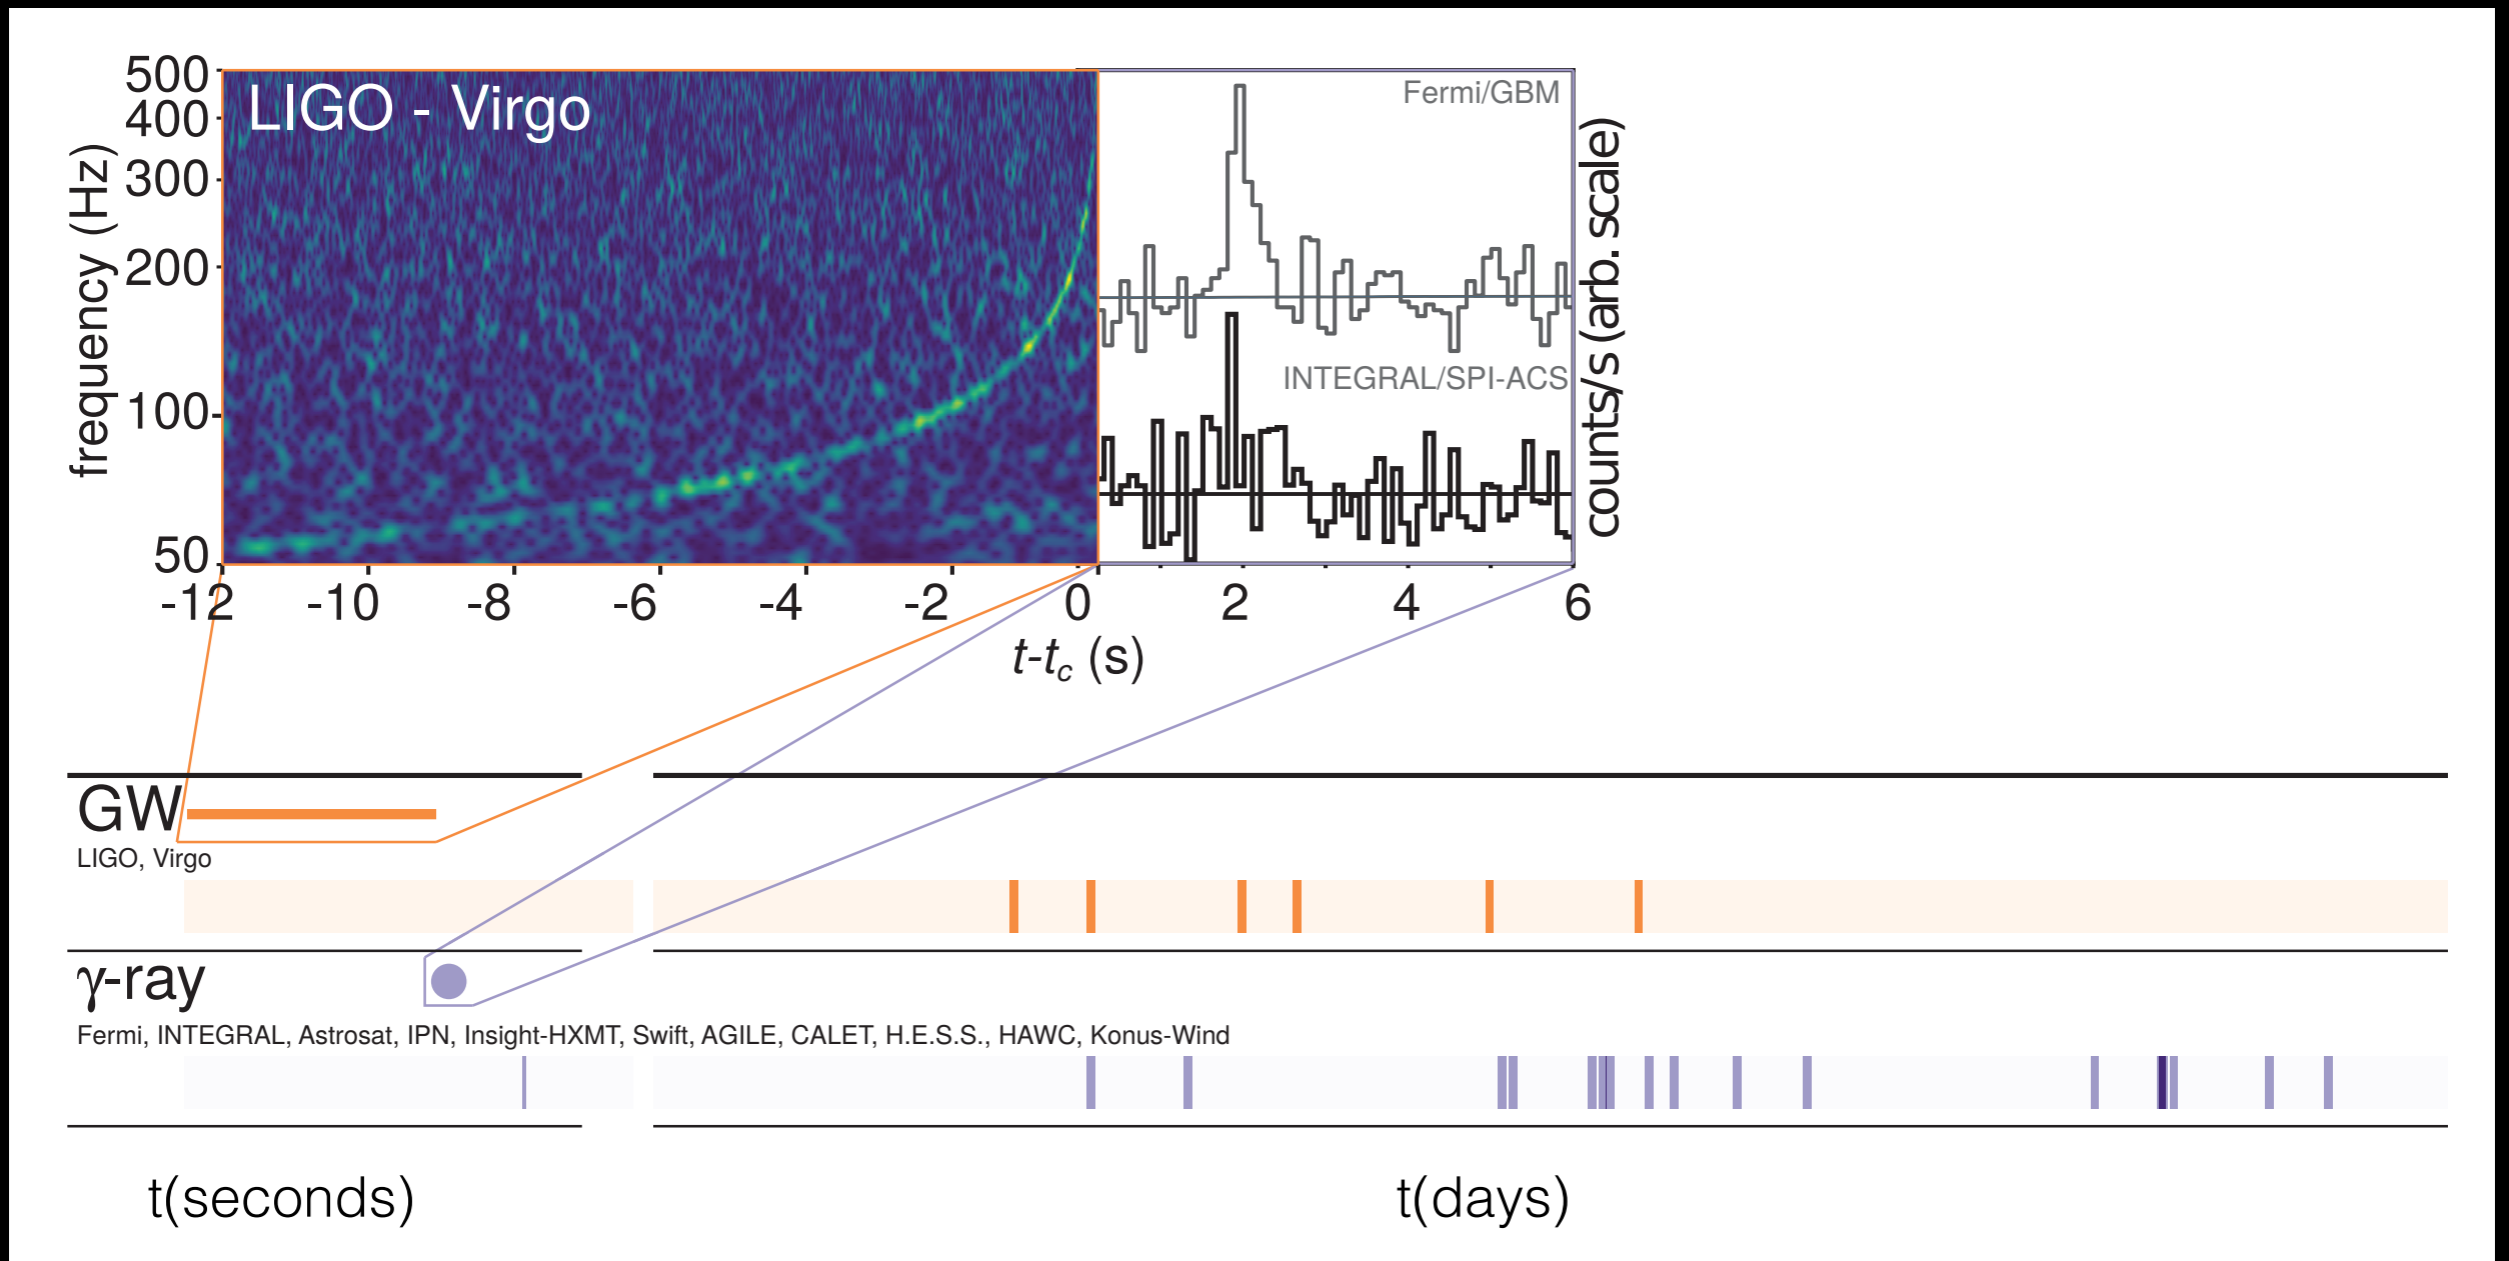 LIGO - Virgo
Fermi/GBM
INTEGRAL/SPI-ACS
frequency (Hz)
500
400
300
200
100
50
counts/s (arb. scale)
-12 -10 -8 -6 -4 -2 0 2 4 6
t-tc (s)
GW
LIGO, Virgo
γ-ray
Fermi, INTEGRAL, Astrosat, IPN, Insight-HXMT, Swift, AGILE, CALET, H.E.S.S., HAWC, Konus-Wind
t(seconds) t(days)